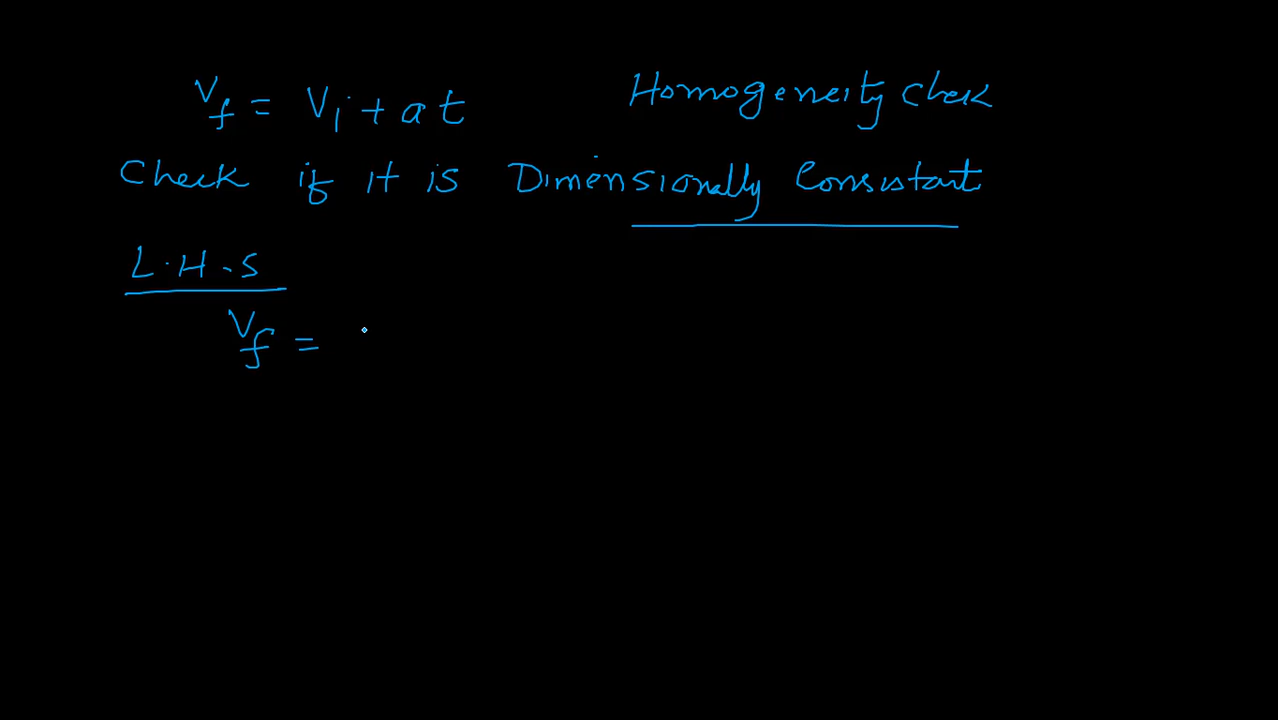 Vf = Vi + at Homogeneity Check
Check if it is Dimensionally Consistant
L.H.S
Vf =